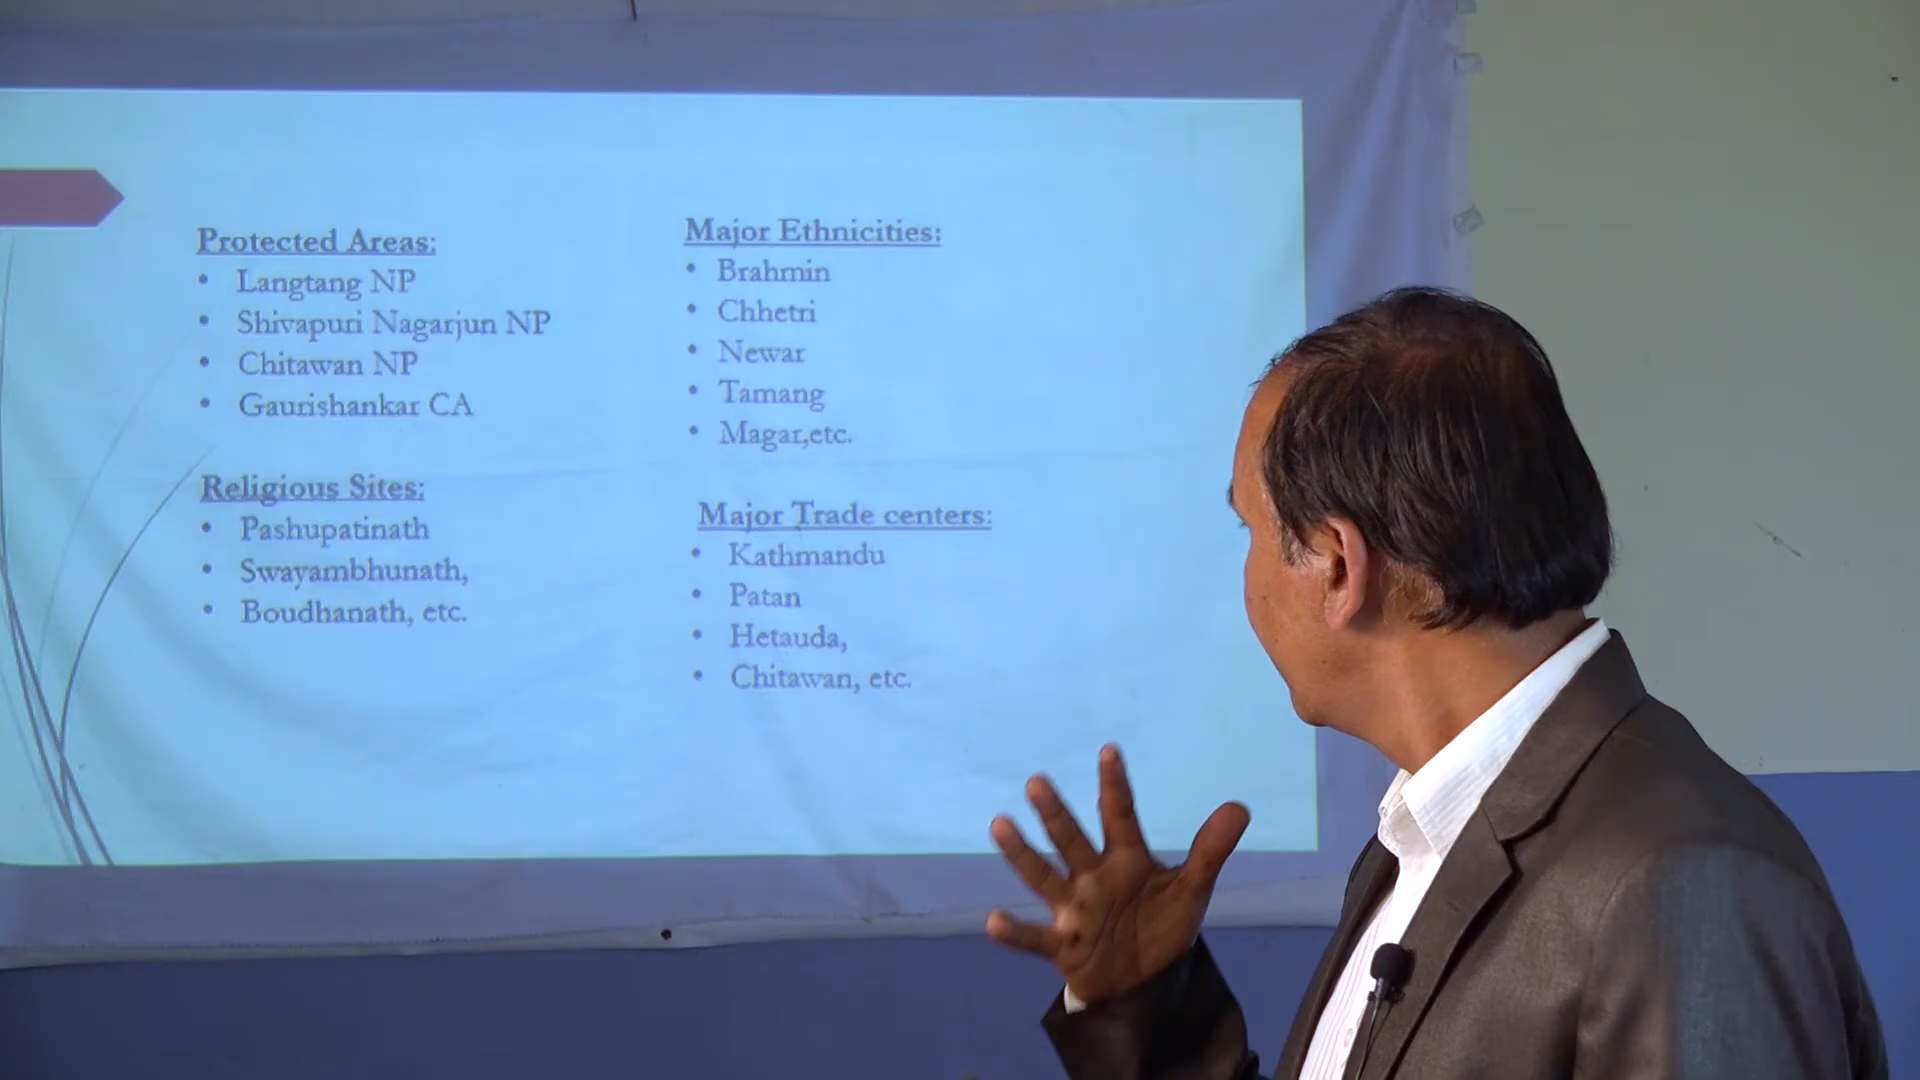 Protected Areas:
• Langtang NP
• Shivapuri Nagarjun NP
• Chitawan NP
• Gaurishankar CA
Religious Sites:
• Pashupatinath
• Swayambhunath,
• Boudhanath, etc.
Major Ethnicities:
• Brahmin
• Chhetri
• Newar
• Tamang
• Magar,etc.
Major Trade centers:
• Kathmandu
• Patan
• Hetauda,
• Chitawan, etc.